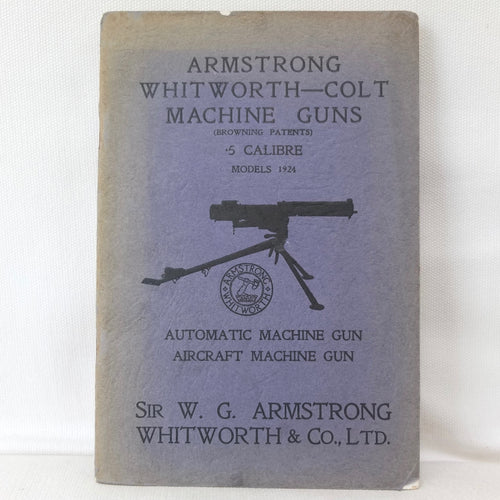 ARMSTRONG
WHITWORTH—COLT
MACHINE GUNS
(BROWNING PATENTS)
·5 CALIBRE
MODELS 1924
ARMSTRONG
WHITWORTH
AUTOMATIC MACHINE GUN
AIRCRAFT MACHINE GUN
SIR W. G. ARMSTRONG
WHITWORTH & CO., LTD.